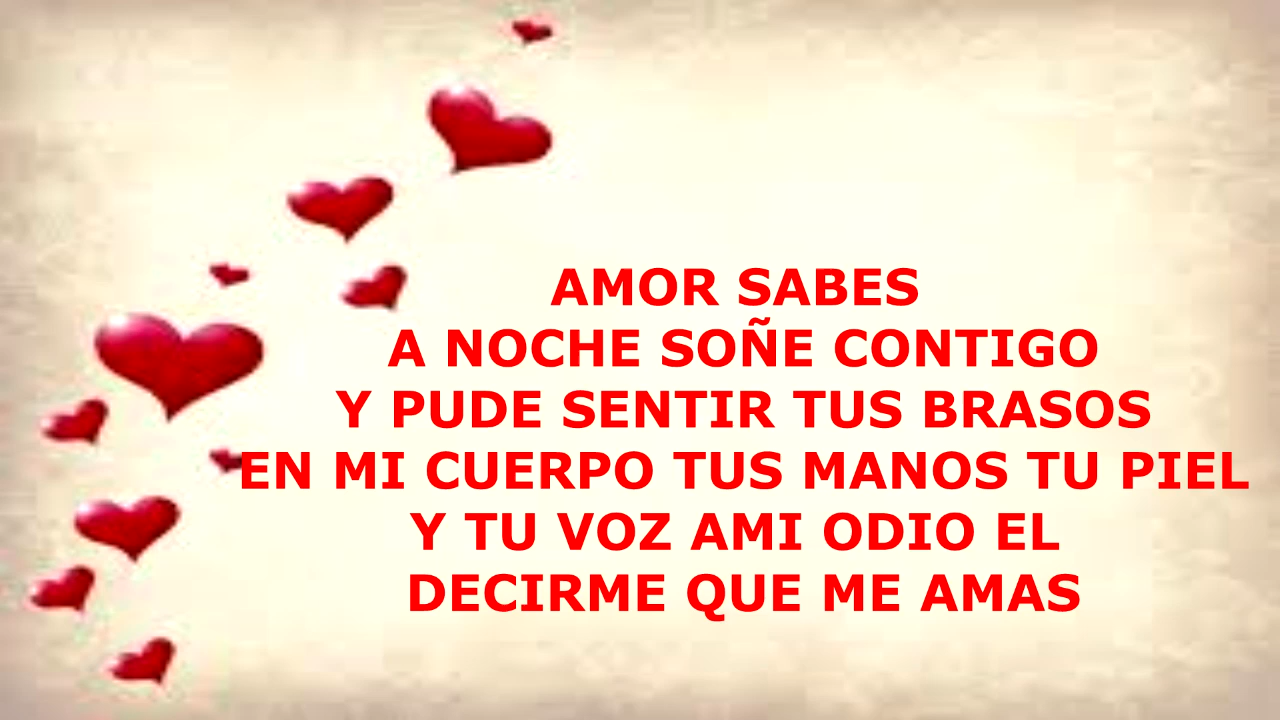 AMOR SABES
A NOCHE SOÑE CONTIGO
Y PUDE SENTIR TUS BRASOS
EN MI CUERPO TUS MANOS TU PIEL
Y TU VOZ AMI ODIO EL
DECIRME QUE ME AMAS